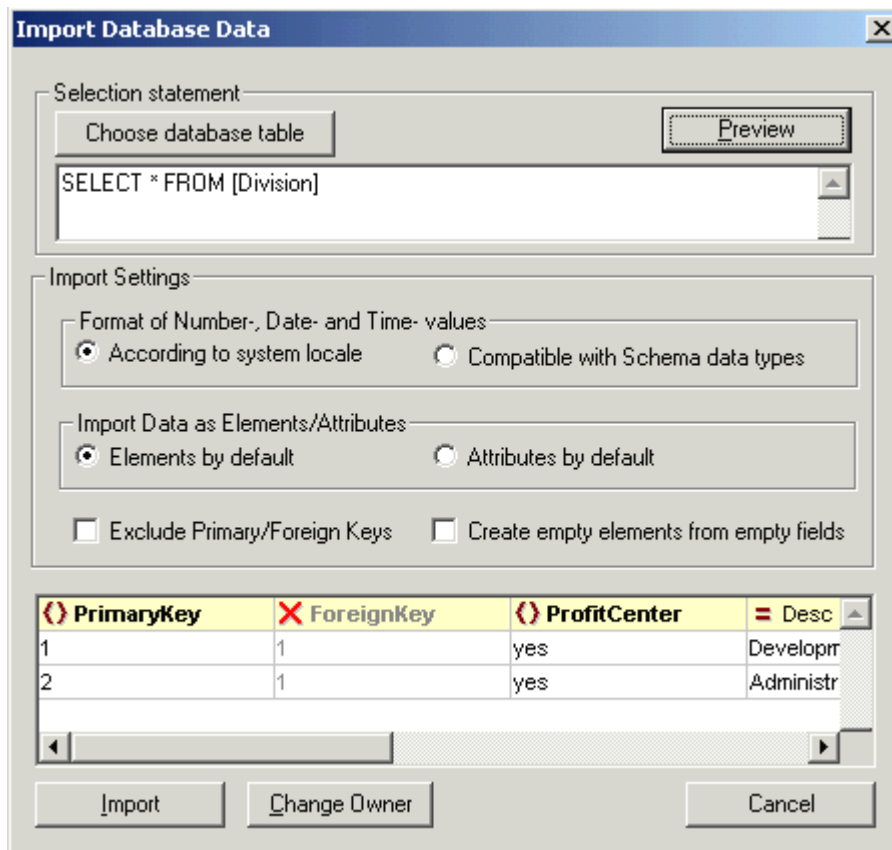 Import Database Data
Selection statement
Choose database table
Preview
SELECT * FROM [Division]
Import Settings
Format of Number-, Date- and Time- values
According to system locale
Compatible with Schema data types
Import Data as Elements/Attributes
Elements by default
Attributes by default
Exclude Primary/Foreign Keys
Create empty elements from empty fields
PrimaryKey ForeignKey ProfitCenter = Desc
1 1 yes Developm
2 1 yes Administr
Import
Change Owner
Cancel